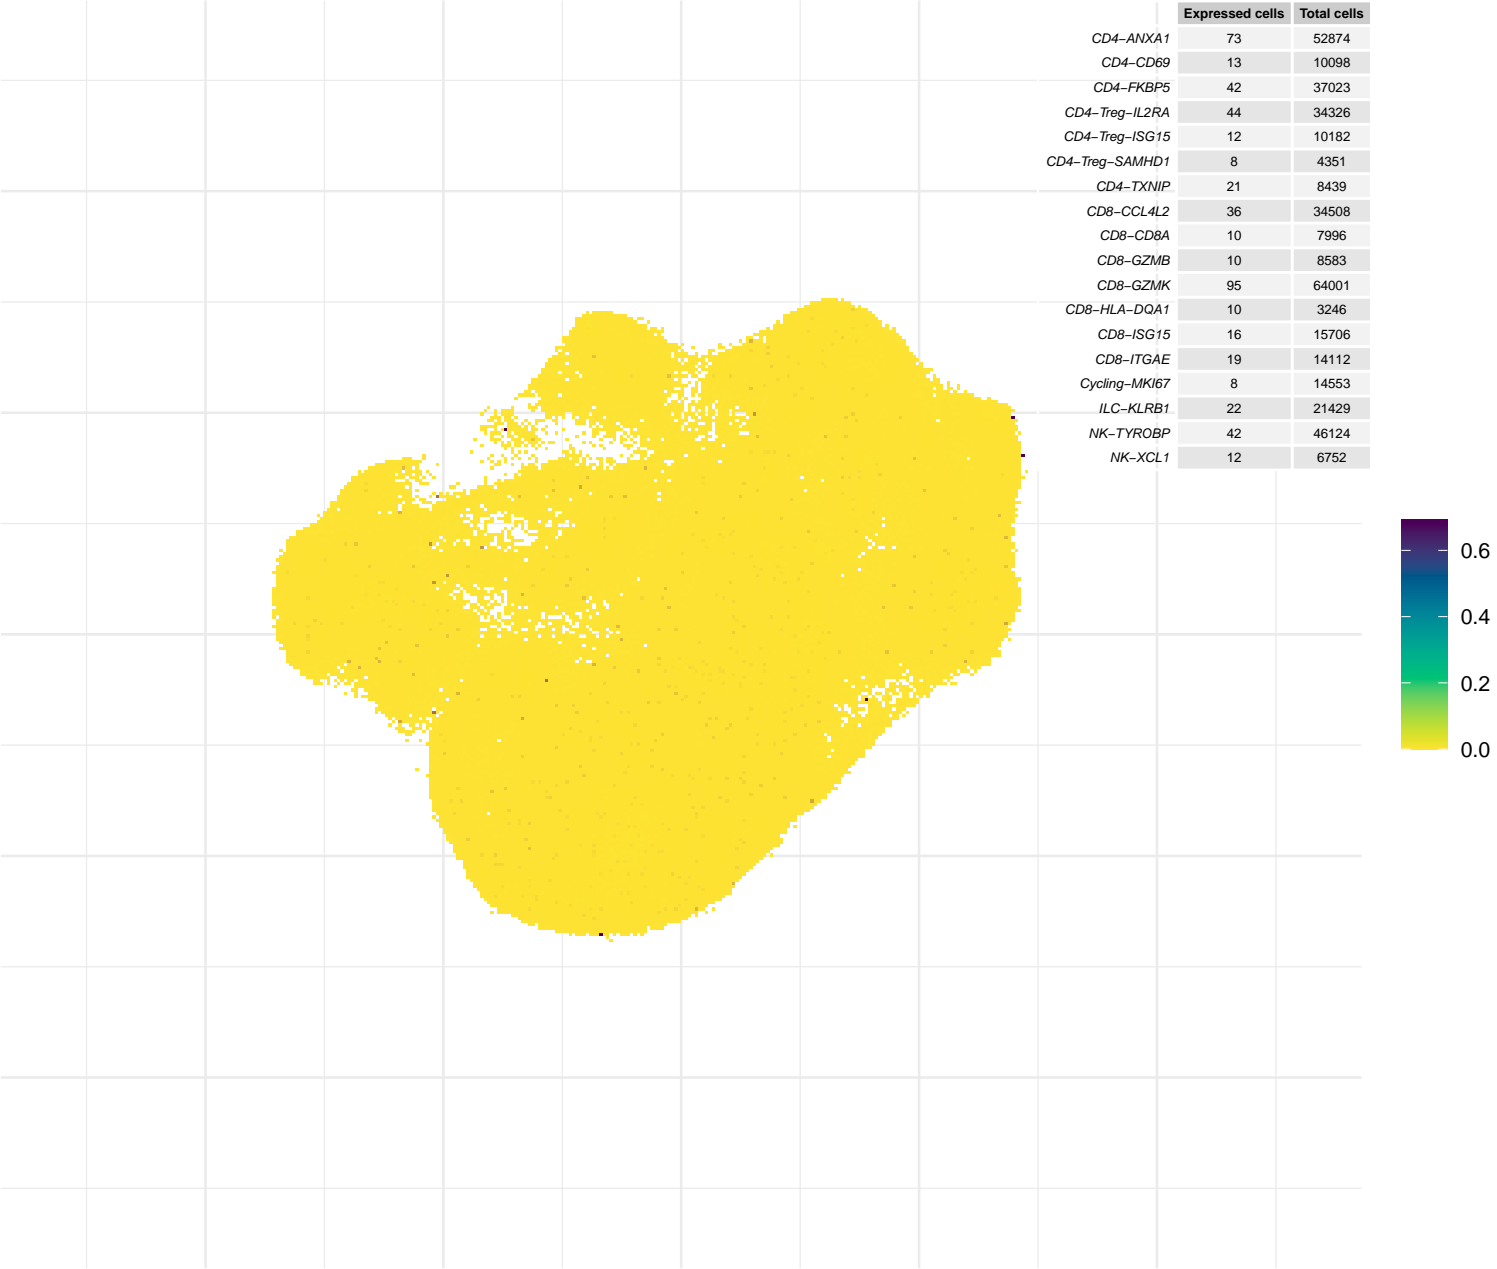 Expressed cells Total cells
CD4−ANXA1 73 52874
CD4−CD69 13 10098
CD4−FKBP5 42 37023
CD4−Treg−IL2RA 44 34326
CD4−Treg−ISG15 12 10182
CD4−Treg−SAMHD1 8 4351
CD4−TXNIP 21 8439
CD8−CCL4L2 36 34508
CD8−CD8A 10 7996
CD8−GZMB 10 8583
CD8−GZMK 95 64001
CD8−HLA−DQA1 10 3246
CD8−ISG15 16 15706
CD8−ITGAE 19 14112
Cycling−MKI67 8 14553
ILC−KLRB1 22 21429
NK−TYROBP 42 46124
NK−XCL1 12 6752
0.6
0.4
0.2
0.0